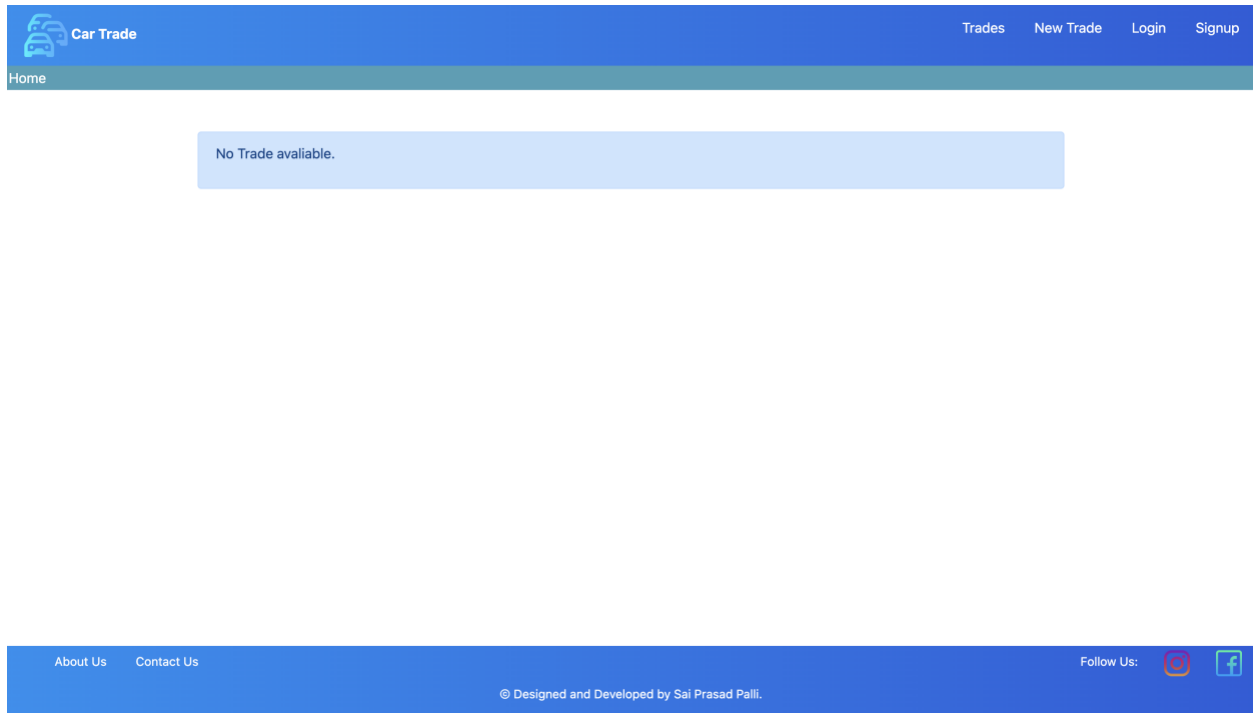 Car Trade Trades New Trade Login Signup
Home
No Trade avaliable.
About Us Contact Us Follow Us:
© Designed and Developed by Sai Prasad Palli.